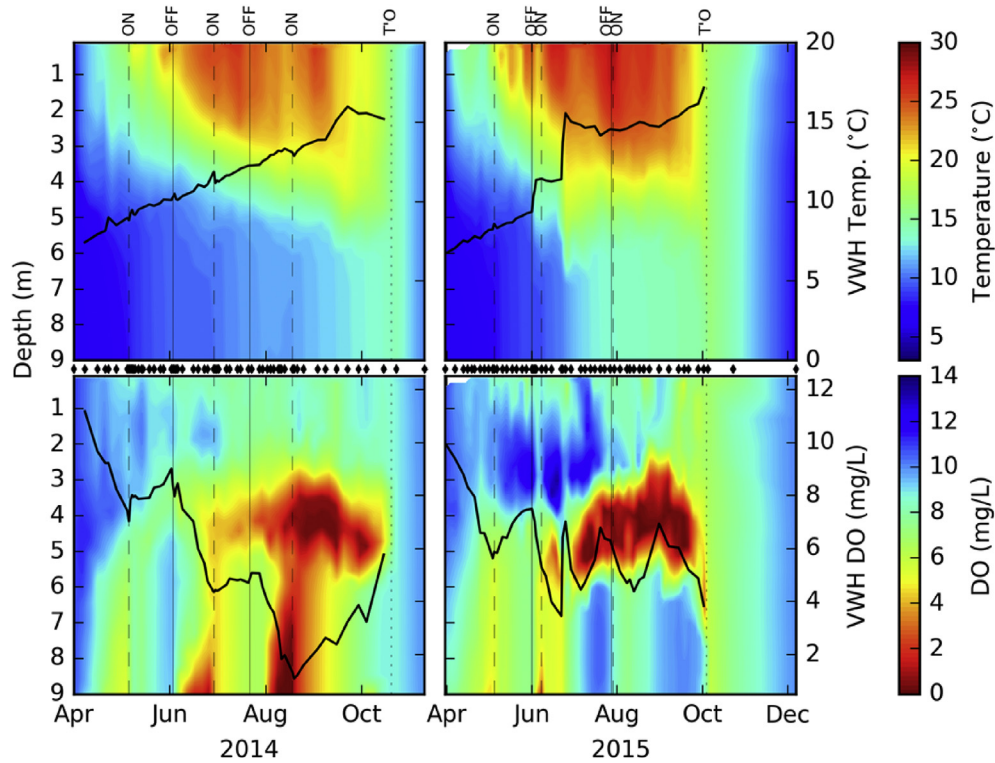 ON OFF ON OFF ON T°O
ON OFF ON OFF ON T°O
1 2 3 4 5 6 7 8 9
20 15 10 5 0
30 25 20 15 10 5
Depth (m)
VWH Temp. (°C)
Temperature (°C)
1 2 3 4 5 6 7 8 9
12 10 8 6 4 2
14 12 10 8 6 4 2 0
VWH DO (mg/L)
DO (mg/L)
Apr Jun Aug Oct
Jun Aug Oct Dec
2014
2015